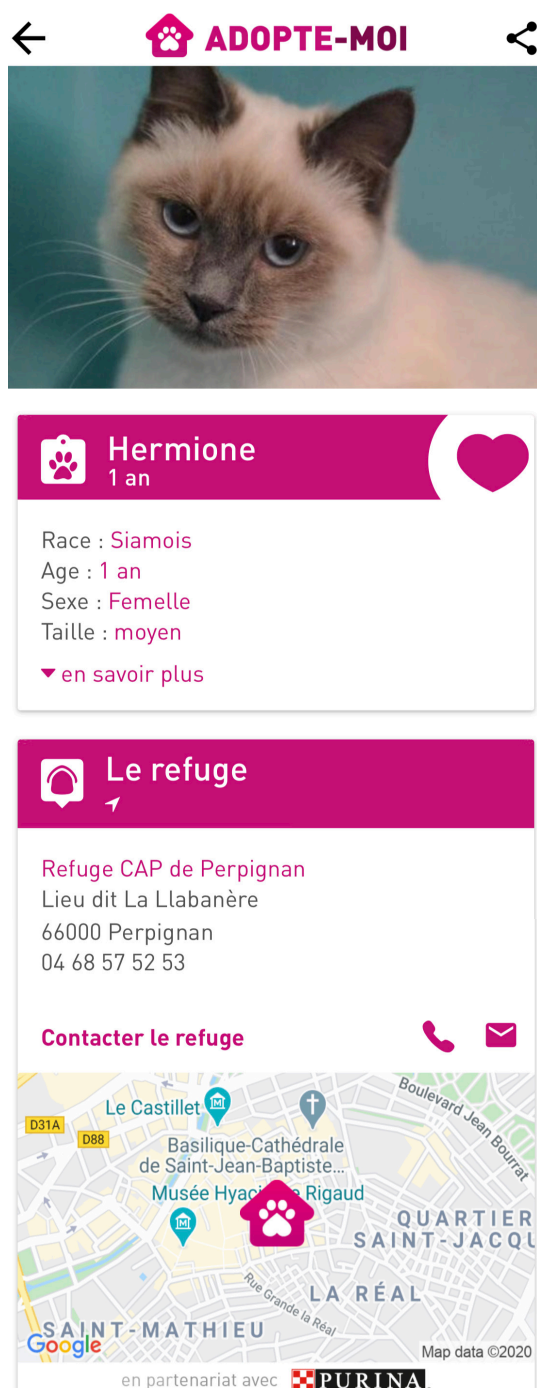 ADOPTE-MOI
Hermione
1 an
Race : Siamois
Age : 1 an
Sexe : Femelle
Taille : moyen
en savoir plus
Le refuge
Refuge CAP de Perpignan
Lieu dit La Llabanère
66000 Perpignan
04 68 57 52 53
Contacter le refuge
Boulevard Jean Bourrat
Le Castillet
D31A
D88
Basilique-Cathédrale
de Saint-Jean-Baptiste...
Musée Hyaci Rigaud
QUARTIER
SAINT-JACQU
Rue Grande la Réal
LA RÉAL
SAINT-MATHIEU
Google
Map data ©2020
en partenariat avec PURINA